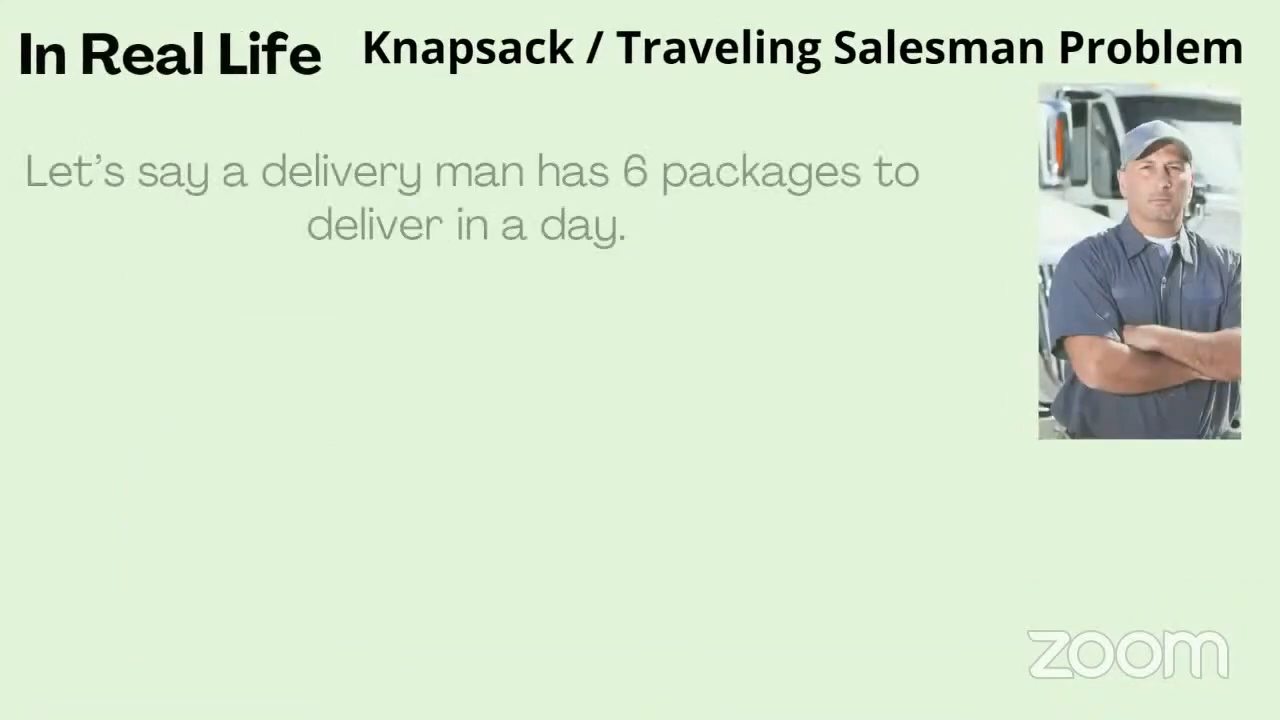 In Real Life Knapsack / Traveling Salesman Problem
Let's say a delivery man has 6 packages to
deliver in a day.
zoom